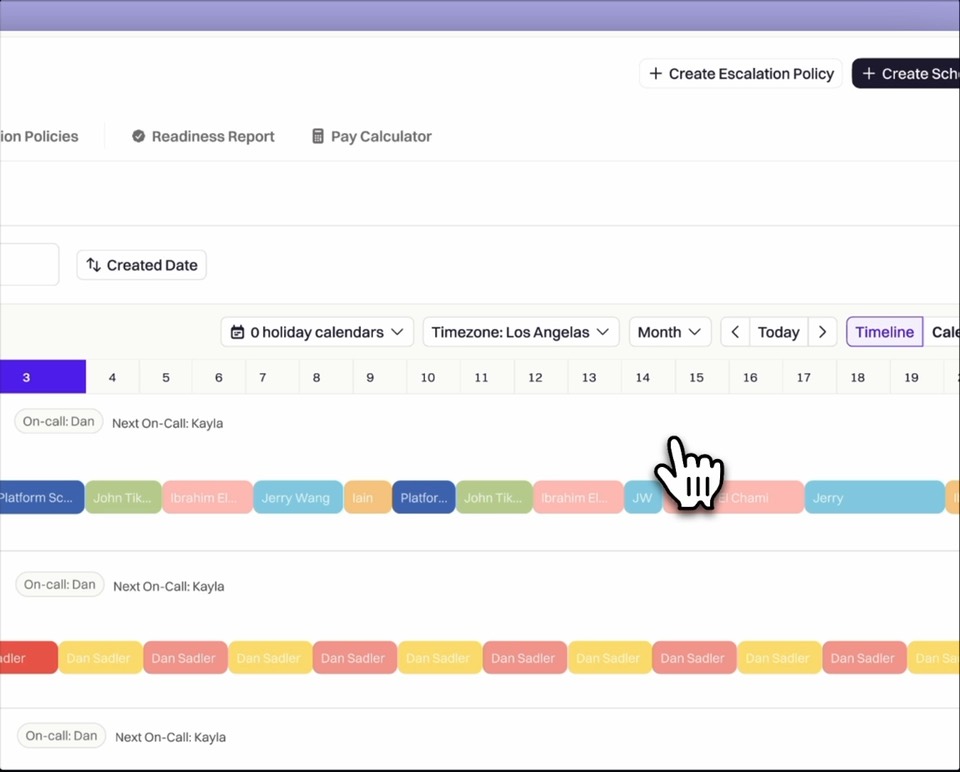 + Create Escalation Policy + Create Sch
ion Policies Readiness Report Pay Calculator
Created Date
0 holiday calendars Timezone: Los Angelas Month Today Timeline Cale
3 4 5 6 7 8 9 10 11 12 13 14 15 16 17 18 19
On-call: Dan Next On-Call: Kayla
Platform Sc... John Tik... Ibrahim El... Jerry Wang Iain Platfor... John Tik... Ibrahim El... JW El Chami Jerry
On-call: Dan Next On-Call: Kayla
adler Dan Sadler Dan Sadler Dan Sadler Dan Sadler Dan Sadler Dan Sadler Dan Sadler Dan Sadler Dan Sadler Dan Sadler Dan Sa
On-call: Dan Next On-Call: Kayla